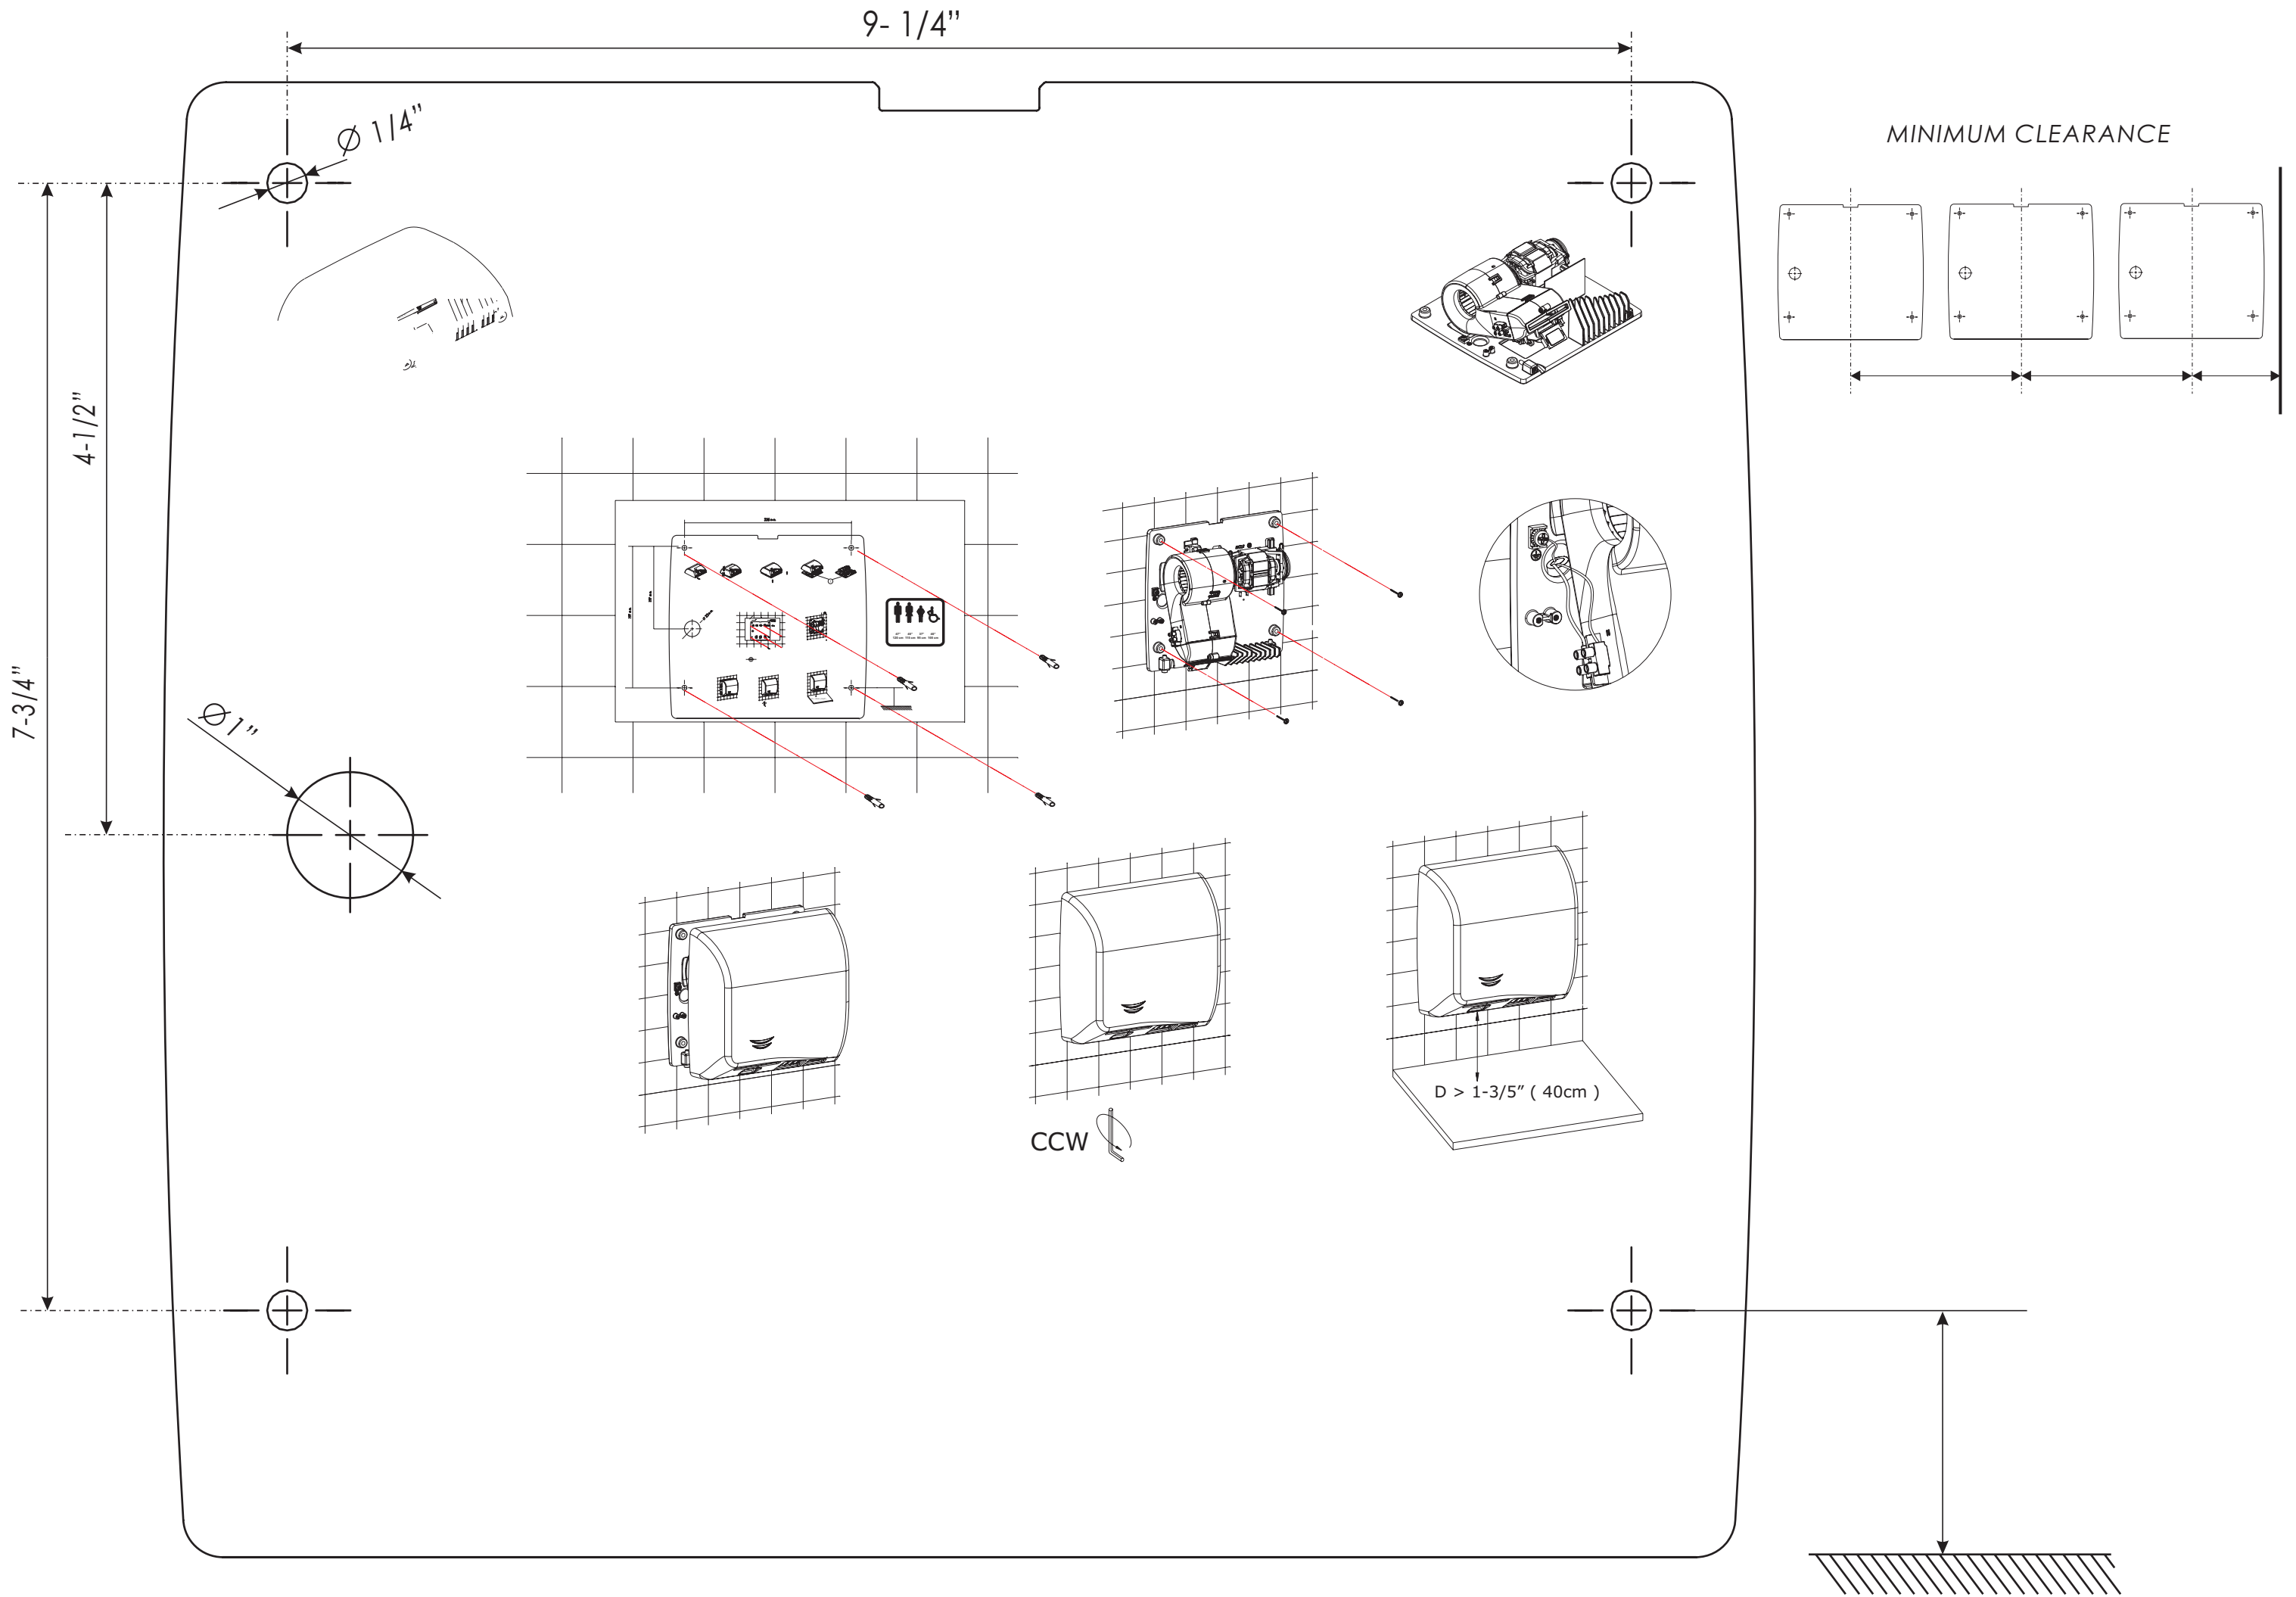 9- 1/4”
Ø 1/4”
MINIMUM CLEARANCE
4-1/2”
7-3/4”
Ø 1”
D > 1-3/5” ( 40cm )
CCW